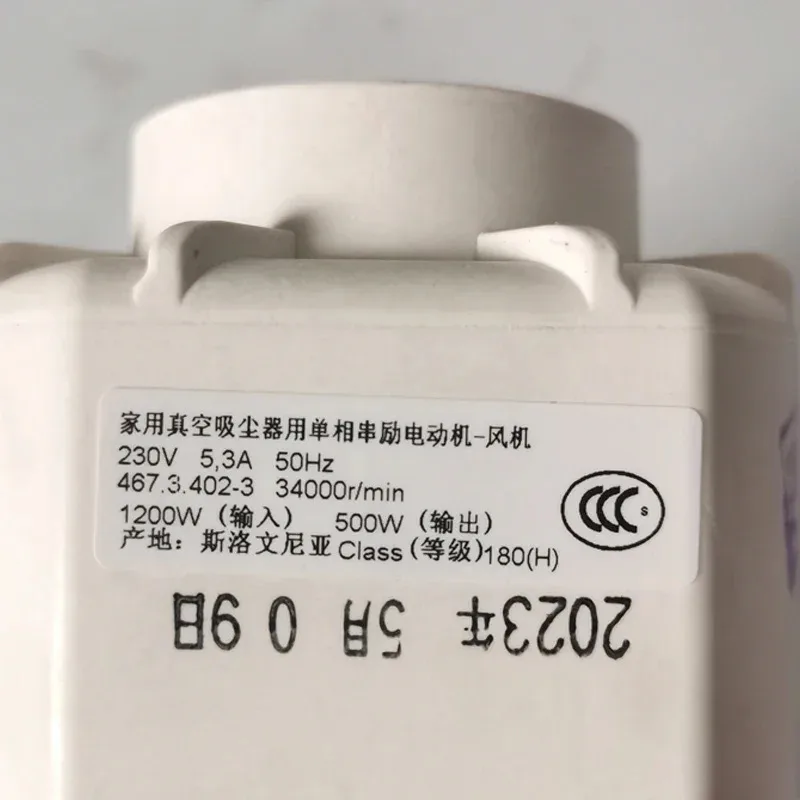 家用真空吸尘器用单相串励电动机-风机
230V 5,3A 50Hz
467.3.402-3 34000r/min
1200W（输入） 500W（输出）
产地：斯洛文尼亚 Class（等级）180(H)
CCC S
2023年 5月 09日